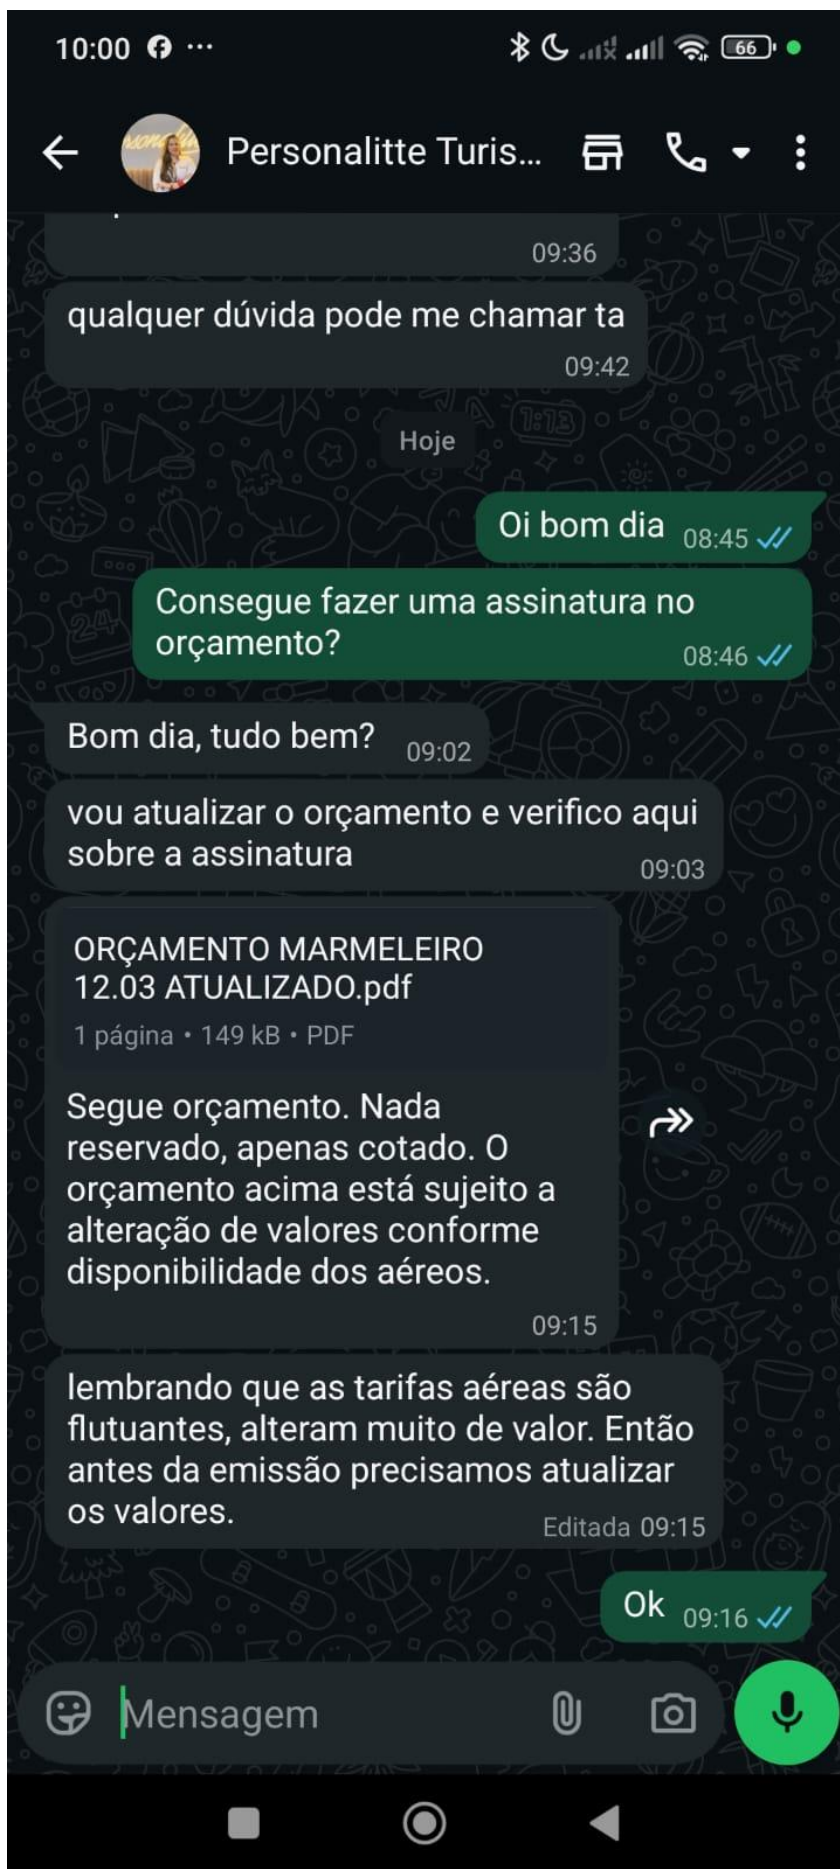 10:00
66
Personalitte Turis...
09:36
qualquer dúvida pode me chamar ta
09:42
Hoje
Oi bom dia 08:45
Consegue fazer uma assinatura no
orçamento?
08:46
Bom dia, tudo bem? 09:02
vou atualizar o orçamento e verifico aqui
sobre a assinatura
09:03
ORÇAMENTO MARMELEIRO
12.03 ATUALIZADO.pdf
1 página • 149 kB • PDF
Segue orçamento. Nada
reservado, apenas cotado. O
orçamento acima está sujeito a
alteração de valores conforme
disponibilidade dos aéreos.
09:15
lembrando que as tarifas aéreas são
flutuantes, alteram muito de valor. Então
antes da emissão precisamos atualizar
os valores.
Editada 09:15
Ok 09:16
Mensagem